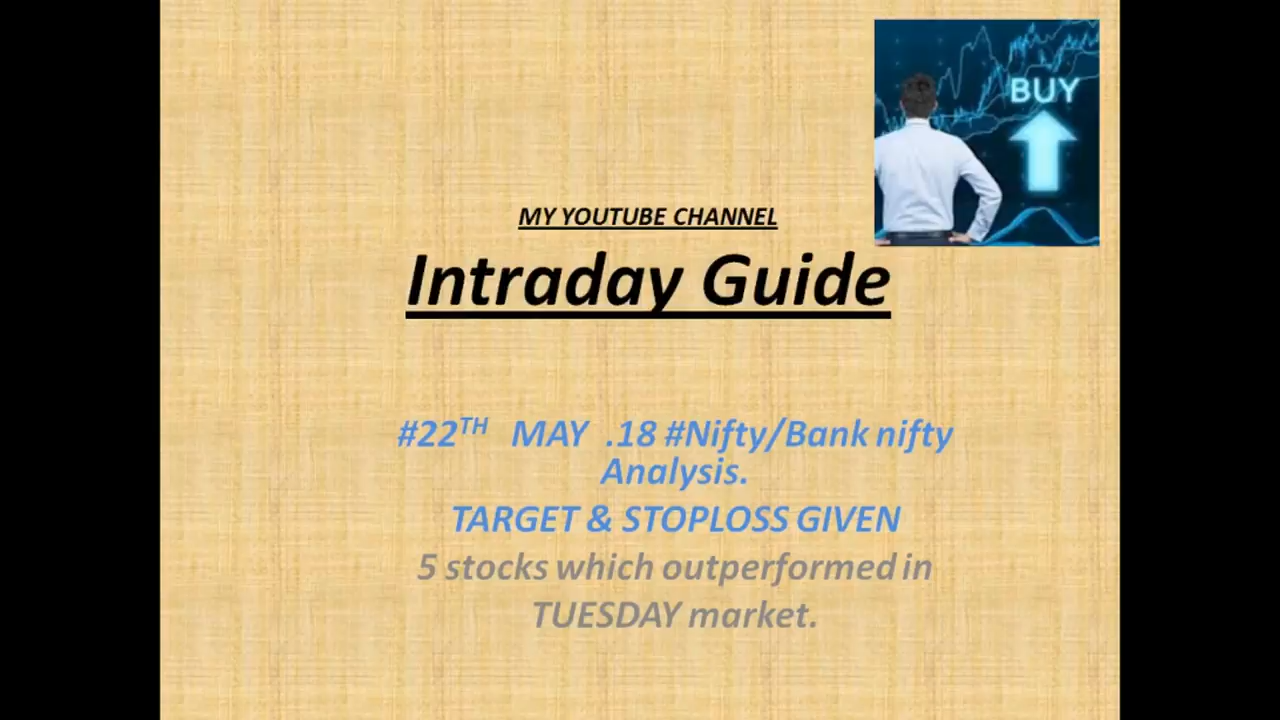 BUY
MY YOUTUBE CHANNEL
Intraday Guide
#22TH MAY .18 #Nifty/Bank nifty
Analysis.
TARGET & STOPLOSS GIVEN
5 stocks which outperformed in
TUESDAY market.